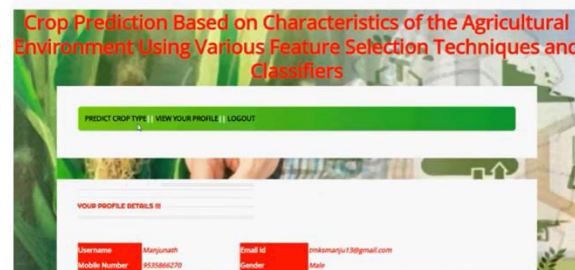 Crop Prediction Based on Characteristics of the Agricultural
Environment Using Various Feature Selection Techniques and
Classifiers
PREDICT CROP TYPE || VIEW YOUR PROFILE || LOGOUT
YOUR PROFILE DETAILS !!!
Username Manjunath Email Id tmksmanju13@gmail.com
Mobile Number 9535866270 Gender Male